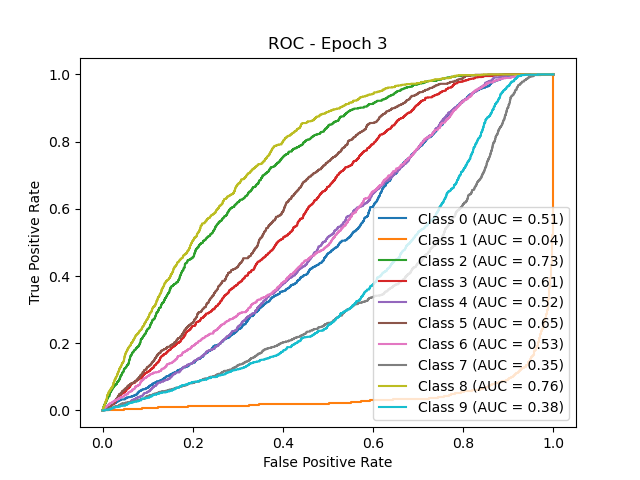 ROC - Epoch 3
True Positive Rate
1.0
0.8
0.6
0.4
0.2
0.0
Class 0 (AUC = 0.51)
Class 1 (AUC = 0.04)
Class 2 (AUC = 0.73)
Class 3 (AUC = 0.61)
Class 4 (AUC = 0.52)
Class 5 (AUC = 0.65)
Class 6 (AUC = 0.53)
Class 7 (AUC = 0.35)
Class 8 (AUC = 0.76)
Class 9 (AUC = 0.38)
0.0 0.2 0.4 0.6 0.8 1.0
False Positive Rate